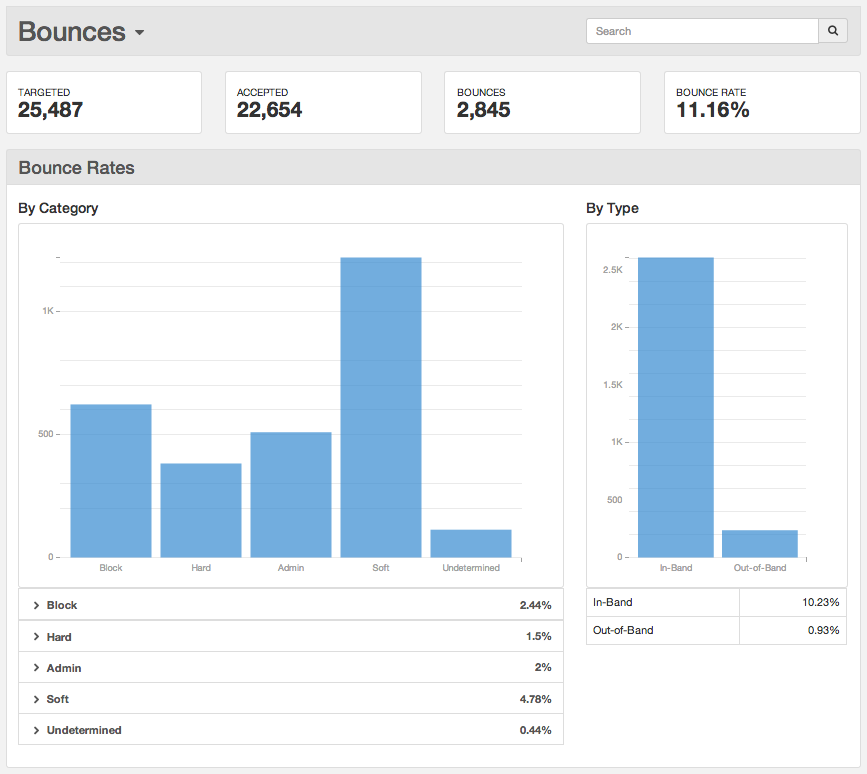 Bounces
Search
TARGETED
25,487
ACCEPTED
22,654
BOUNCES
2,845
BOUNCE RATE
11.16%
Bounce Rates
By Category
1K
500
0
Block Hard Admin Soft Undetermined
Block 2.44%
Hard 1.5%
Admin 2%
Soft 4.78%
Undetermined 0.44%
By Type
2.5K
2K
1.5K
1K
500
0
In-Band Out-of-Band
In-Band 10.23%
Out-of-Band 0.93%